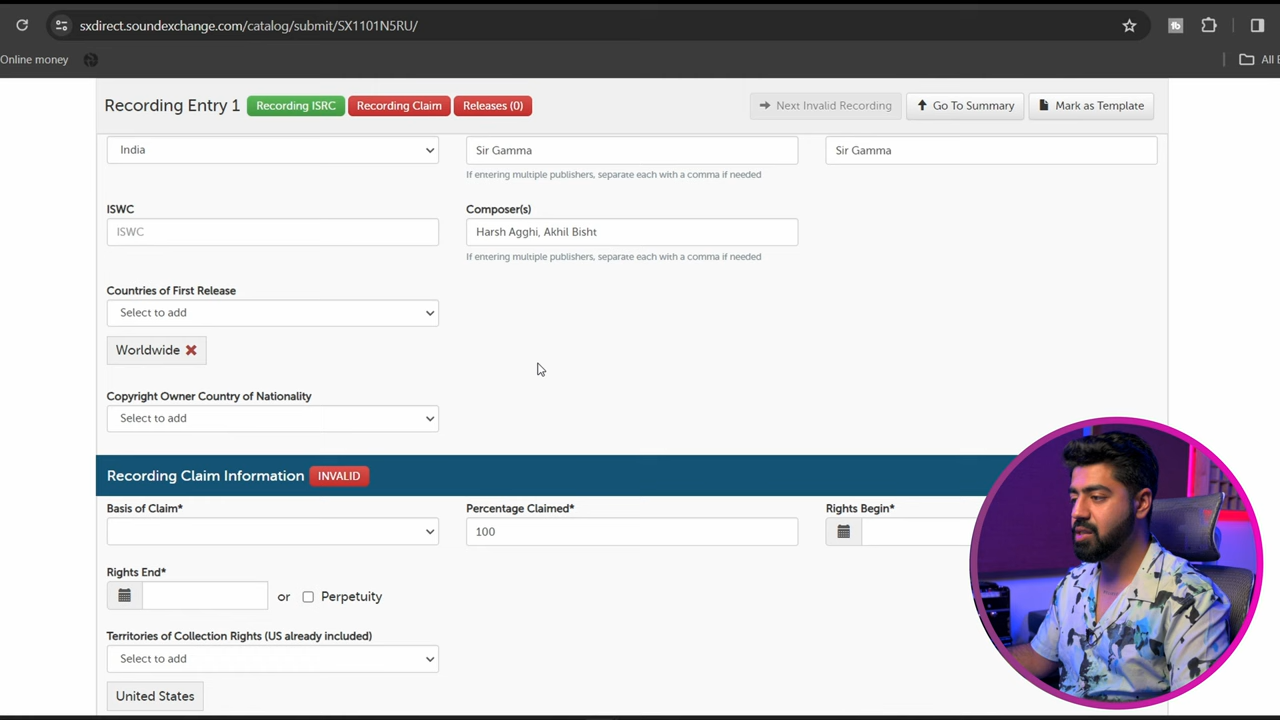 sxdirect.soundexchange.com/catalog/submit/SX1101N5RU/
Online money
All
Recording Entry 1 Recording ISRC Recording Claim Releases (0) Next Invalid Recording Go To Summary Mark as Template
India Sir Gamma Sir Gamma
If entering multiple publishers, separate each with a comma if needed
ISWC Composer(s)
ISWC Harsh Agghi, Akhil Bisht
If entering multiple publishers, separate each with a comma if needed
Countries of First Release
Select to add
Worldwide
Copyright Owner Country of Nationality
Select to add
Recording Claim Information INVALID
Basis of Claim* Percentage Claimed* Rights Begin*
100
Rights End*
or Perpetuity
Territories of Collection Rights (US already included)
Select to add
United States